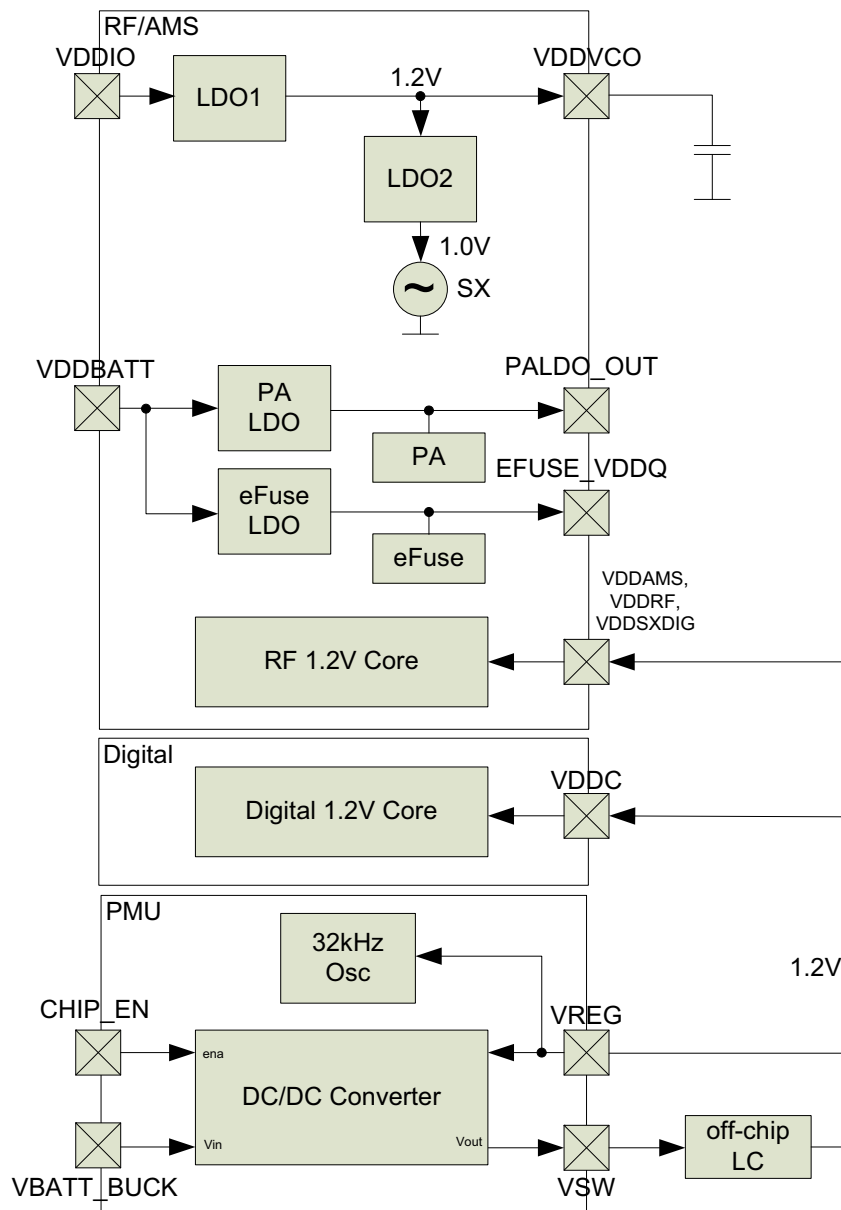 RF/AMS
VDDIO
VDDVCO
LDO1
1.2V
LDO2
1.0V
~
SX
VDDBATT
PALDO_OUT
PA
LDO
PA
EFUSE_VDDQ
eFuse
LDO
eFuse
VDDAMS,
VDDRF,
VDDSXDIG
RF 1.2V Core
Digital
VDDC
Digital 1.2V Core
PMU
32kHz
Osc
1.2V
CHIP_EN
VREG
ena
DC/DC Converter
Vin
Vout
off-chip
LC
VBATT_BUCK
VSW